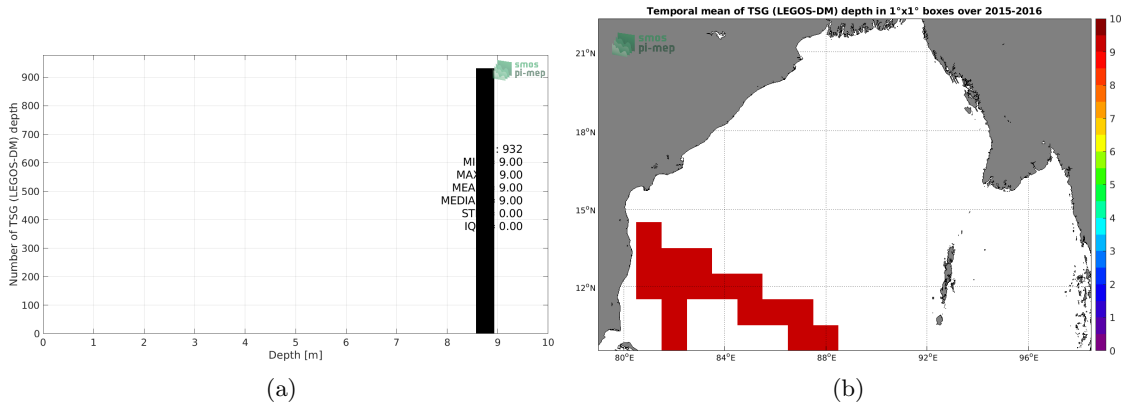 Temporal mean of TSG (LEGOS-DM) depth in 1°x1° boxes over 2015-2016
smos
pi-mep
Number of TSG (LEGOS-DM) depth
900
800
700
600
500
400
300
200
100
0
: 932
9.00
9.00
9.00
9.00
0.00
0.00
0 1 2 3 4 5 6 7 8 9 10
Depth [m]
(a)
smos
pi-mep
21°N
18°N
15°N
12°N
80°E 84°E 88°E 92°E 96°E
10
9
8
7
6
5
4
3
2
1
0
(b)